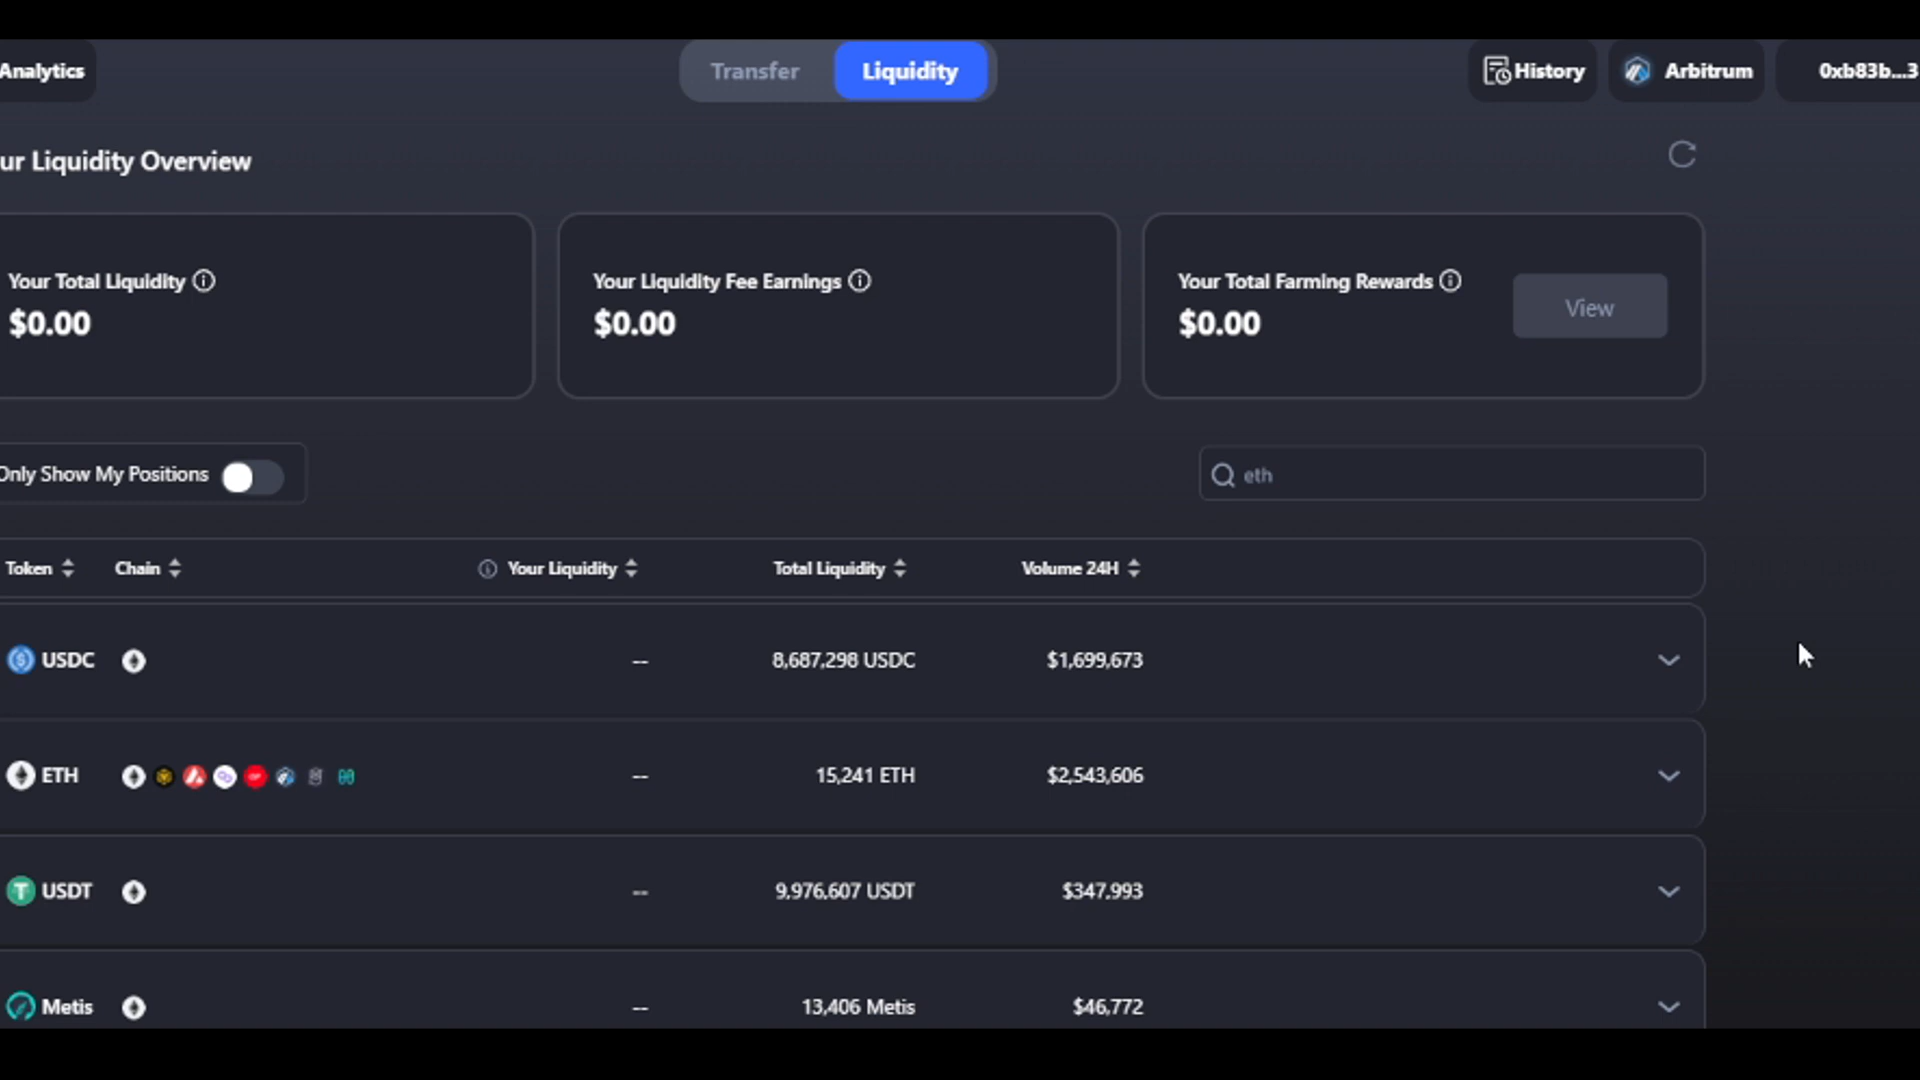 Analytics
Transfer
Liquidity
History
Arbitrum
0xb83b...3
ur Liquidity Overview
Your Total Liquidity
$0.00
Your Liquidity Fee Earnings
$0.00
Your Total Farming Rewards
$0.00
View
Only Show My Positions
eth
Token
Chain
Your Liquidity
Total Liquidity
Volume 24H
USDC
--
8,687,298 USDC
$1,699,673
ETH
--
15,241 ETH
$2,543,606
USDT
--
9,976,607 USDT
$347,993
Metis
--
13,406 Metis
$46,772